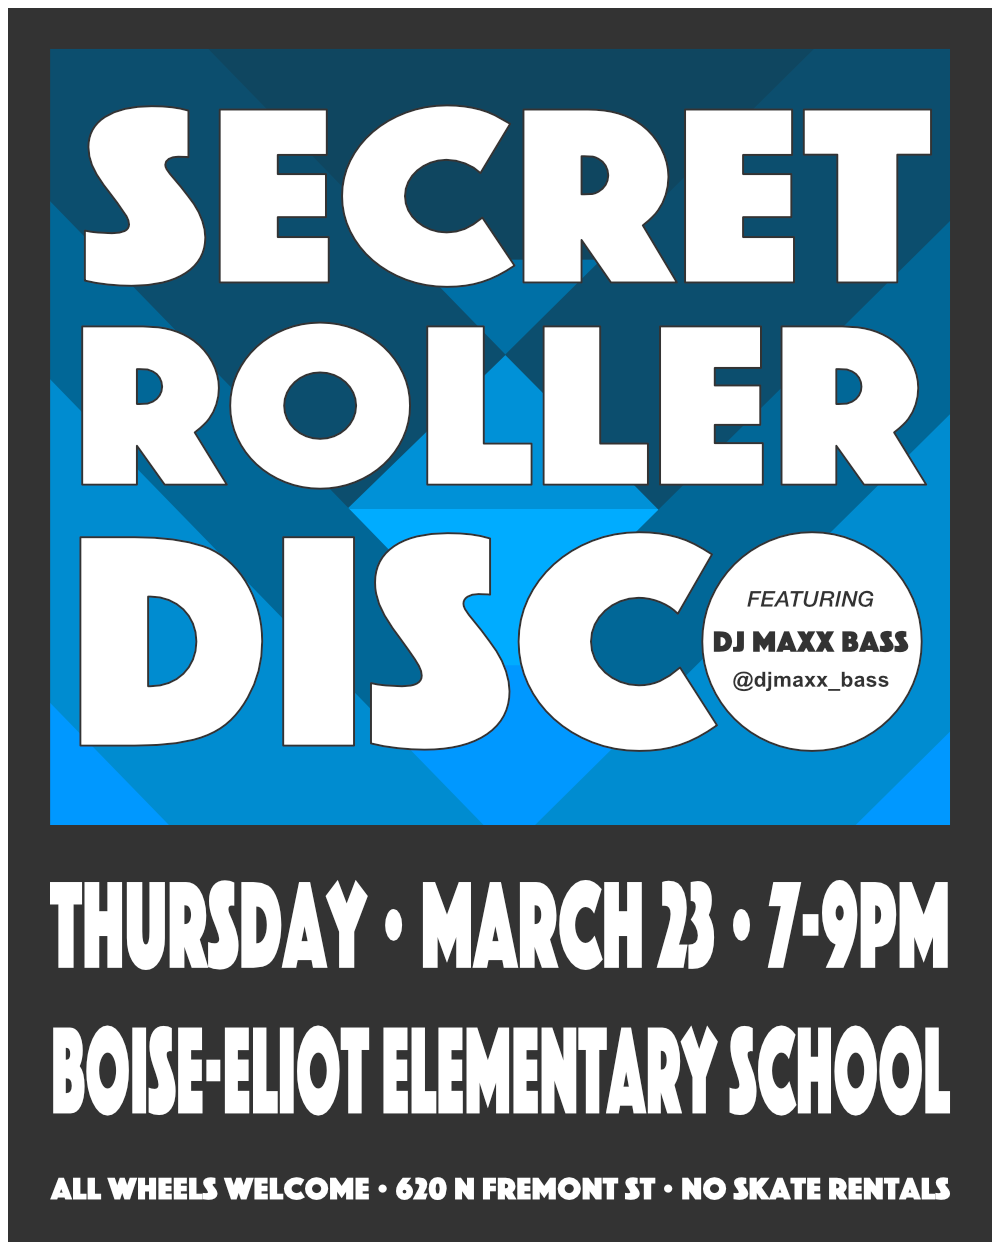 SECRET
ROLLER
DISCO
FEATURING
DJ MAXX BASS
@djmaxx_bass
THURSDAY • MARCH 23 • 7-9PM
BOISE-ELIOT ELEMENTARY SCHOOL
ALL WHEELS WELCOME • 620 N FREMONT ST • NO SKATE RENTALS